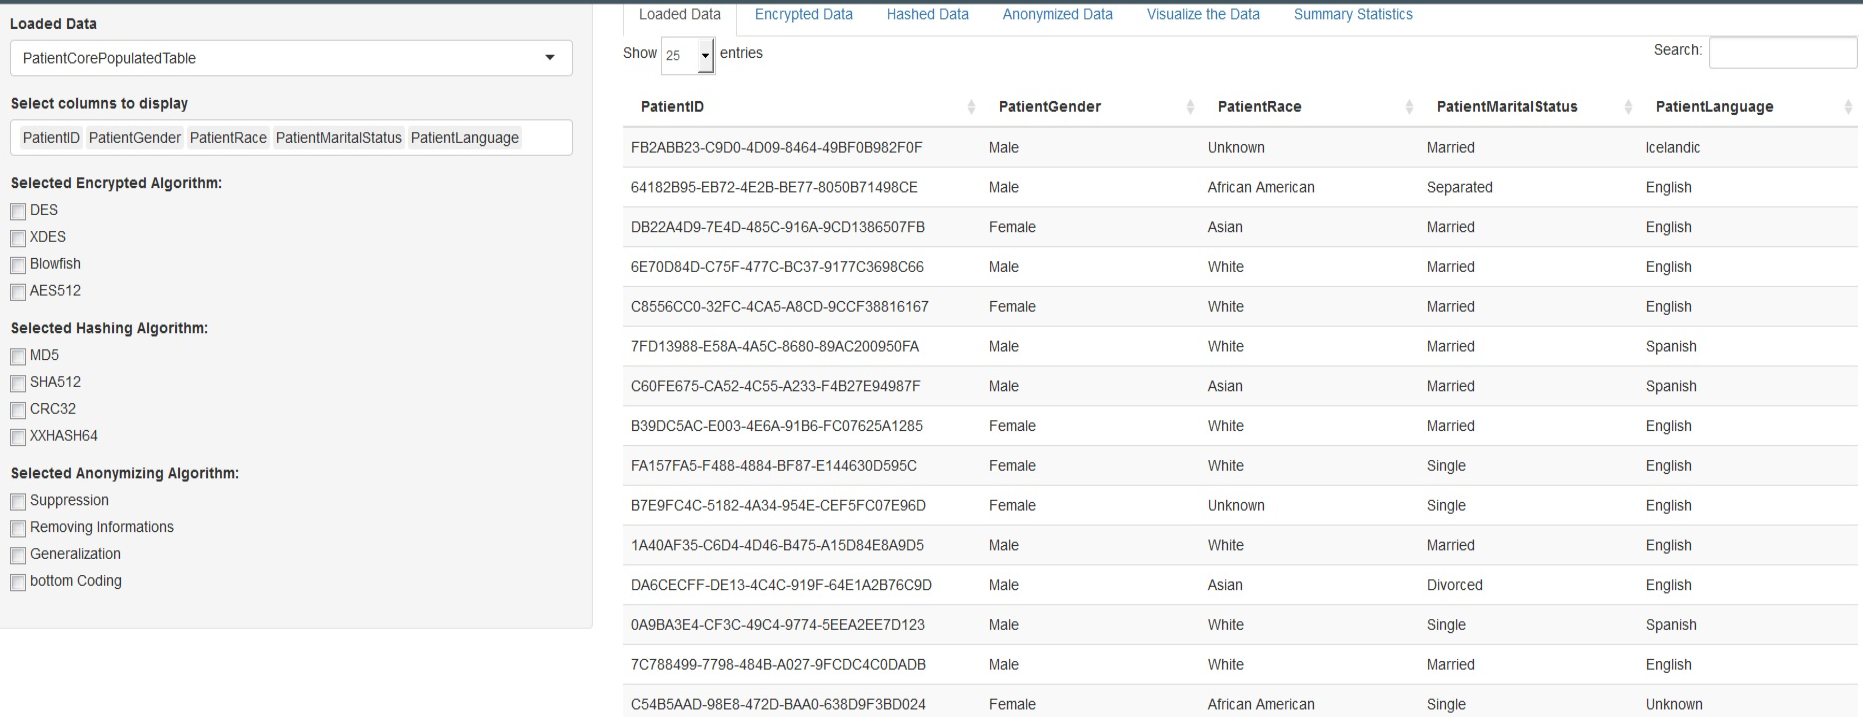 Loaded Data
PatientCorePopulatedTable
Select columns to display
PatientID PatientGender PatientRace PatientMaritalStatus PatientLanguage
Selected Encrypted Algorithm:
DES
XDES
Blowfish
AES512
Selected Hashing Algorithm:
MD5
SHA512
CRC32
XXHASH64
Selected Anonymizing Algorithm:
Suppression
Removing Informations
Generalization
bottom Coding
Loaded Data Encrypted Data Hashed Data Anonymized Data Visualize the Data Summary Statistics
Show 25 entries Search:
PatientID PatientGender PatientRace PatientMaritalStatus PatientLanguage
FB2ABB23-C9D0-4D09-8464-49BF0B982F0F Male Unknown Married Icelandic
64182B95-EB72-4E2B-BE77-8050B71498CE Male African American Separated English
DB22A4D9-7E4D-485C-916A-9CD1386507FB Female Asian Married English
6E70D84D-C75F-477C-BC37-9177C3698C66 Male White Married English
C8556CC0-32FC-4CA5-A8CD-9CCF38816167 Female White Married English
7FD13988-E58A-4A5C-8680-89AC200950FA Male White Married Spanish
C60FE675-CA52-4C55-A233-F4B27E94987F Male Asian Married Spanish
B39DC5AC-E003-4E6A-91B6-FC07625A1285 Female White Married English
FA157FA5-F488-4884-BF87-E144630D595C Female White Single English
B7E9FC4C-5182-4A34-954E-CEF5FC07E96D Female Unknown Single English
1A40AF35-C6D4-4D46-B475-A15D84E8A9D5 Male White Married English
DA6CECFF-DE13-4C4C-919F-64E1A2B76C9D Male Asian Divorced English
0A9BA3E4-CF3C-49C4-9774-5EEA2EE7D123 Male White Single Spanish
7C788499-7798-484B-A027-9FCDC4C0DADB Male White Married English
C54B5AAD-98E8-472D-BAA0-638D9F3BD024 Female African American Single Unknown